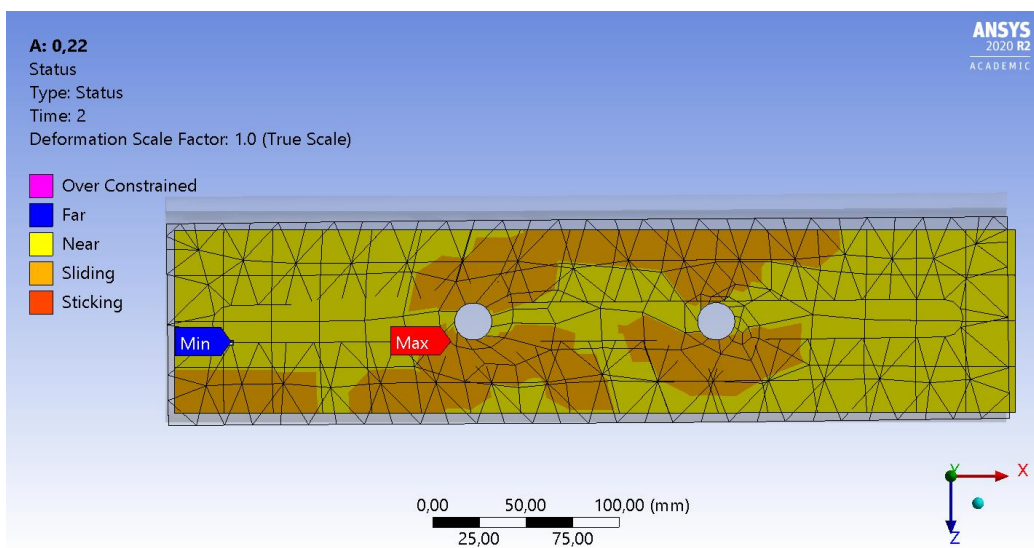 A: 0,22
Status
Type: Status
Time: 2
Deformation Scale Factor: 1.0 (True Scale)
ANSYS
2020 R2
ACADEMIC
Over Constrained
Far
Near
Sliding
Sticking
Min
Max
0,00 50,00 100,00 (mm)
25,00 75,00
Y
X
Z